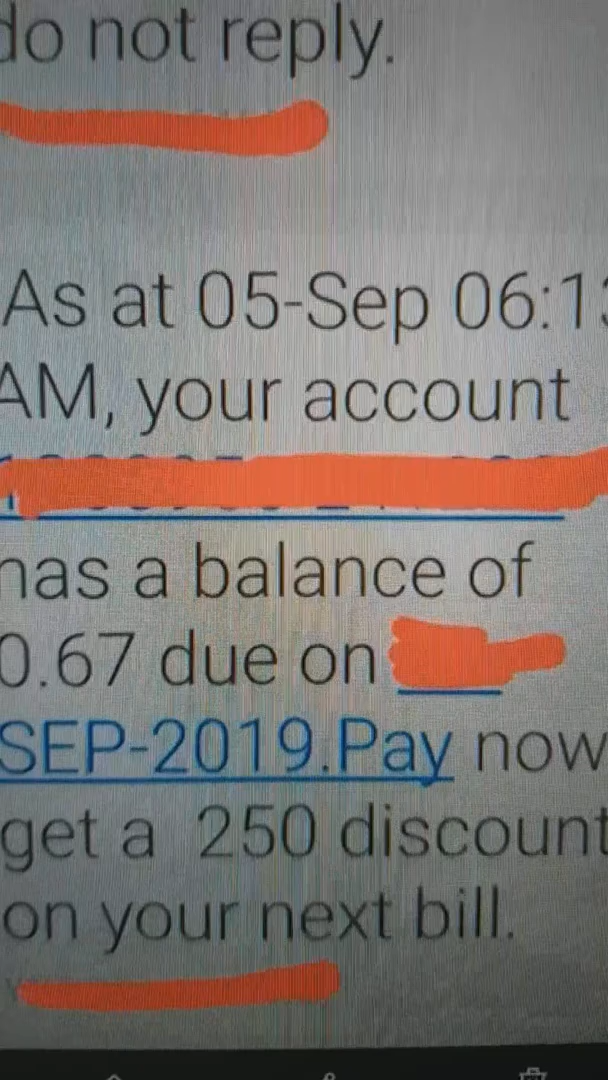 do not reply.
As at 05-Sep 06:13
AM, your account
has a balance of
0.67 due on
SEP-2019.Pay now
get a 250 discount
on your next bill.